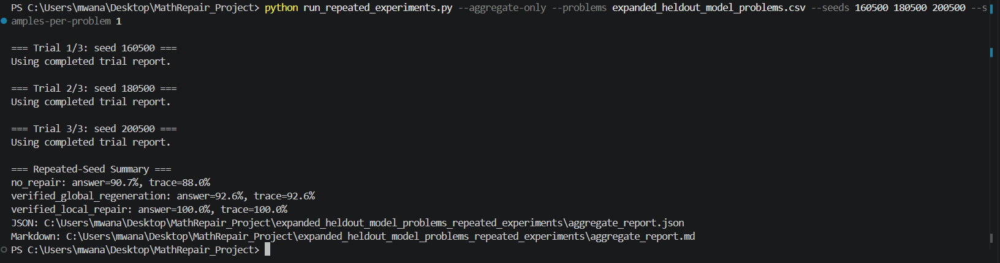 PS C:\Users\mwana\Desktop\MathRepair_Project> python run_repeated_experiments.py --aggregate-only --problems expanded_heldout_model_problems.csv --seeds 160500 180500 200500 --s
amples-per-problem 1
=== Trial 1/3: seed 160500 ===
Using completed trial report.
=== Trial 2/3: seed 180500 ===
Using completed trial report.
=== Trial 3/3: seed 200500 ===
Using completed trial report.
=== Repeated-Seed Summary ===
no_repair: answer=90.7%, trace=88.0%
verified_global_regeneration: answer=92.6%, trace=92.6%
verified_local_repair: answer=100.0%, trace=100.0%
JSON: C:\Users\mwana\Desktop\MathRepair_Project\expanded_heldout_model_problems_repeated_experiments\aggregate_report.json
Markdown: C:\Users\mwana\Desktop\MathRepair_Project\expanded_heldout_model_problems_repeated_experiments\aggregate_report.md
PS C:\Users\mwana\Desktop\MathRepair_Project>